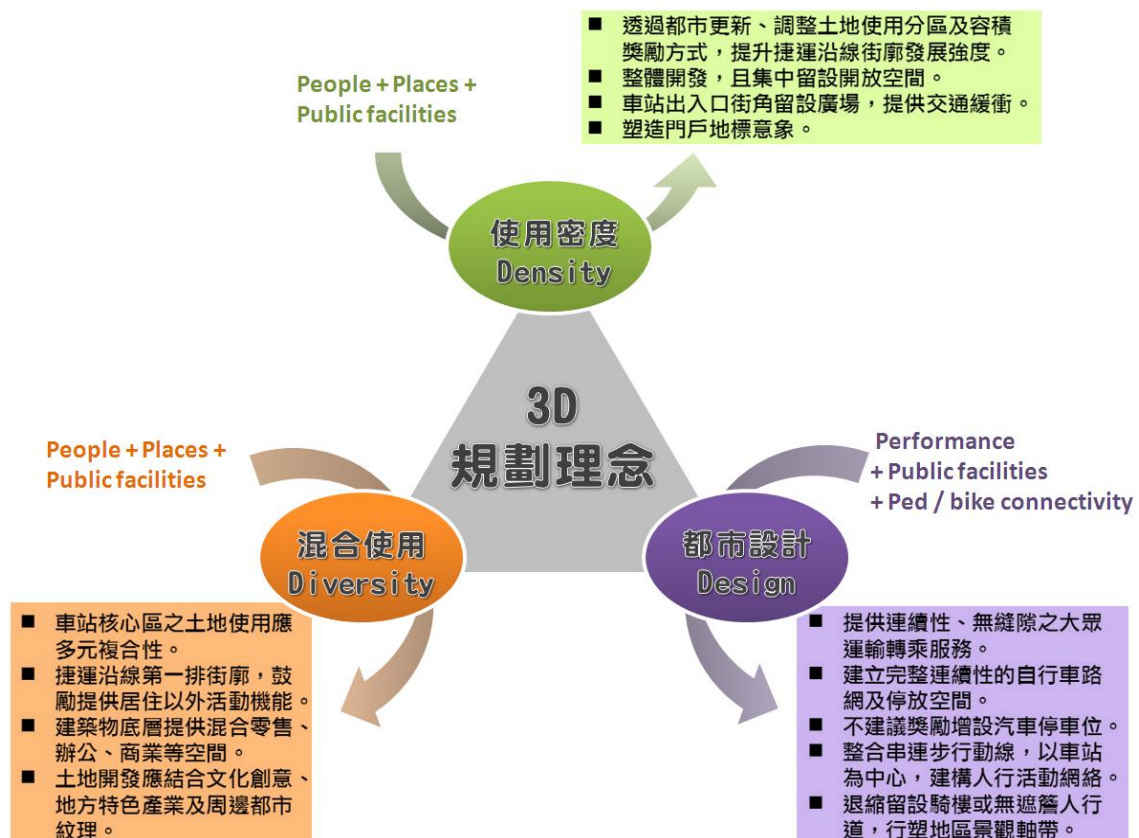 ■ 透過都市更新、調整土地使用分區及容積
獎勵方式，提升捷運沿線街廓發展強度。
■ 整體開發，且集中留設開放空間。
■ 車站出入口街角留設廣場，提供交通緩衝。
■ 塑造門戶地標意象。
People + Places +
Public facilities
使用密度
Density
3D
規劃理念
People + Places +
Public facilities
混合使用
Diversity
■ 車站核心區之土地使用應
多元複合性。
■ 捷運沿線第一排街廓，鼓
勵提供居住以外活動機能。
■ 建築物底層提供混合零售、
辦公、商業等空間。
■ 土地開發應結合文化創意、
地方特色產業及周邊都市
紋理。
Performance
+ Public facilities
+ Ped / bike connectivity
都市設計
Design
■ 提供連續性、無縫隙之大眾
運輸轉乘服務。
■ 建立完整連續性的自行車路
網及停放空間。
■ 不建議獎勵增設汽車停車位。
■ 整合串連步行動線，以車站
為中心，建構人行活動網絡。
■ 退縮留設騎樓或無遮簷人行
道，行塑地區景觀軸帶。